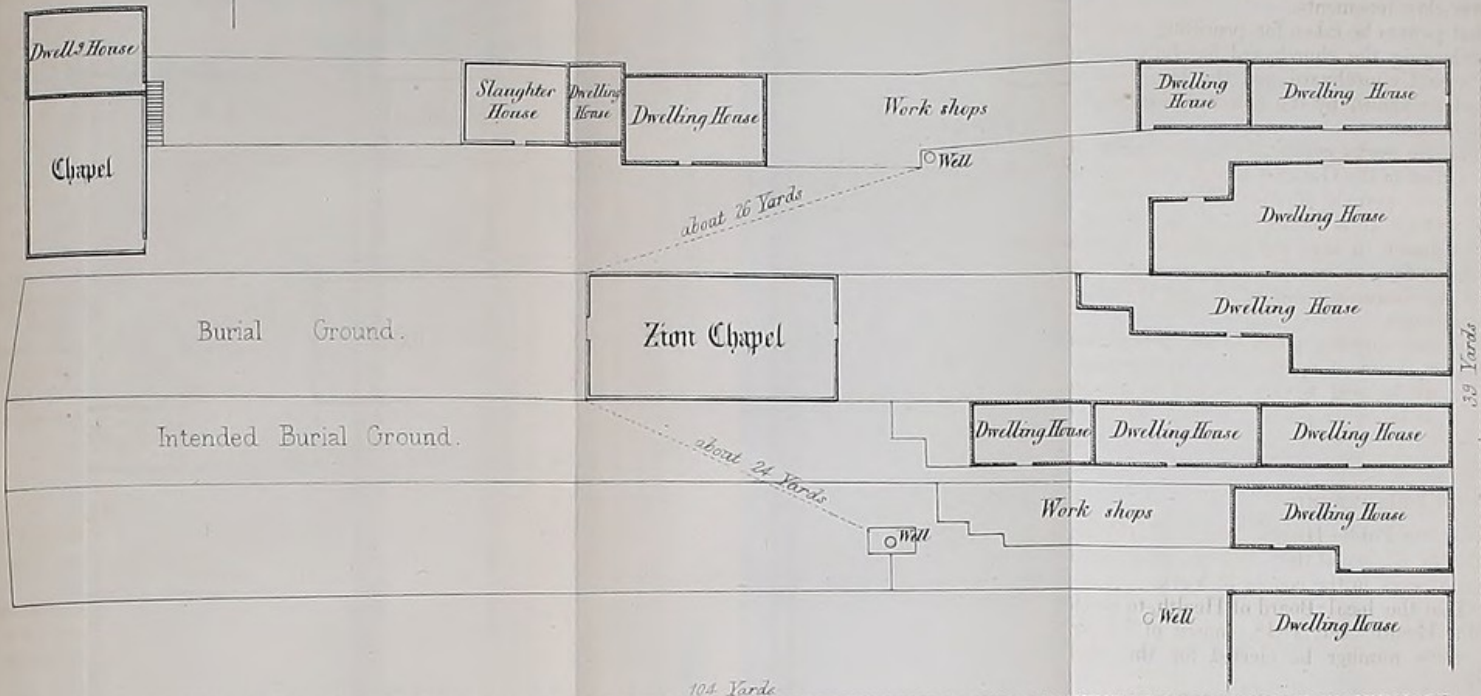 Dwellg House
Chapel
Slaughter
House
Dwelling
House
Dwelling House
Work shops
Well
Dwelling
House
Dwelling House
about 26 Yards
Dwelling House
Burial Ground.
Zion Chapel
Dwelling House
39 Yards
Intended Burial Ground.
about 24 Yards
Dwelling House
Dwelling House
Dwelling House
Well
Work shops
Dwelling House
Well
Dwelling House
104 Yards